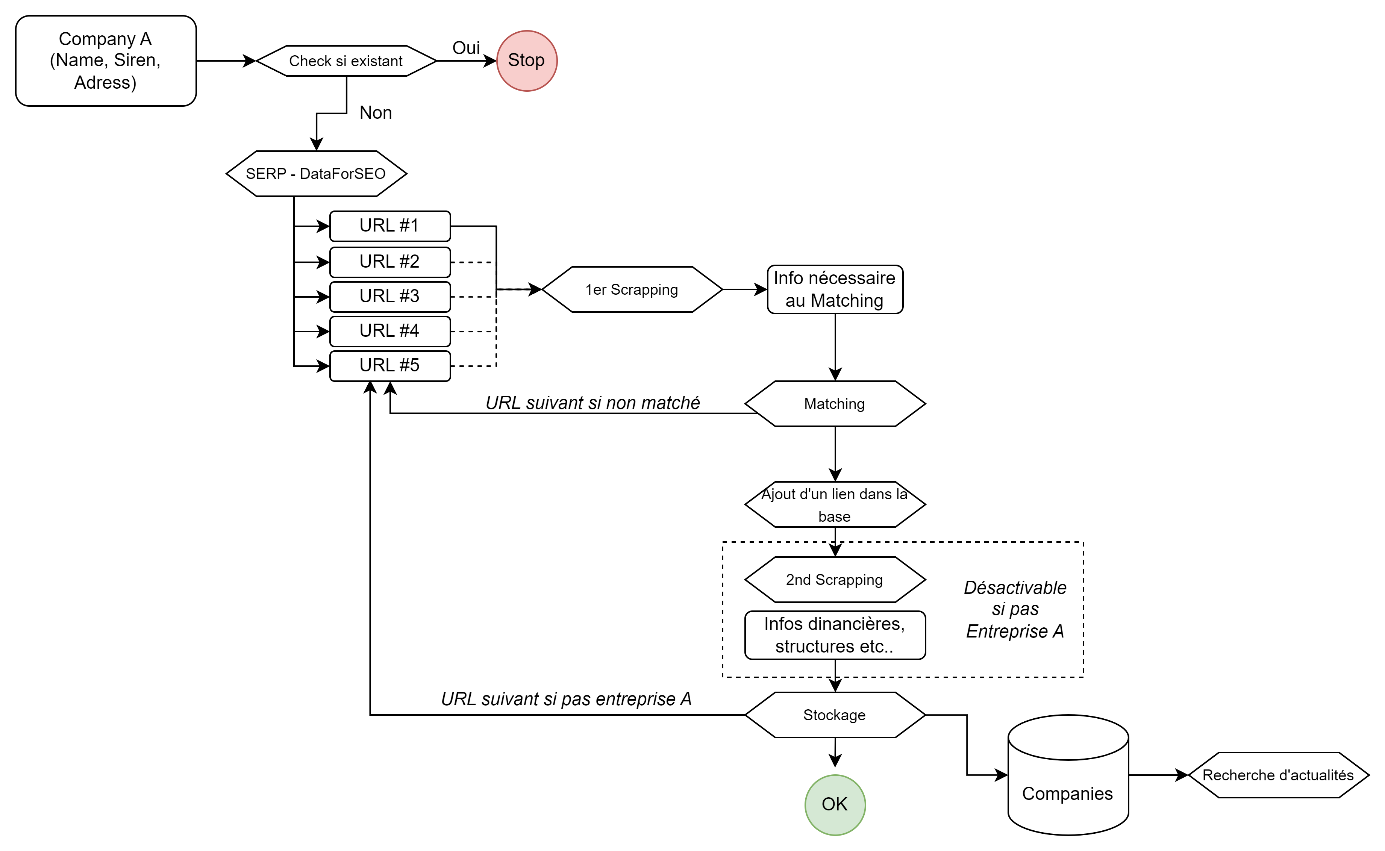 Company A
(Name, Siren,
Adress)
Check si existant
Oui
Stop
Non
SERP - DataForSEO
URL #1
URL #2
URL #3
URL #4
URL #5
1er Scrapping
Info nécessaire
au Matching
URL suivant si non matché
Matching
Ajout d'un lien dans la
base
2nd Scrapping
Désactivable
si pas
Entreprise A
Infos dinancières,
structures etc..
URL suivant si pas entreprise A
Stockage
Companies
Recherche d'actualités
OK